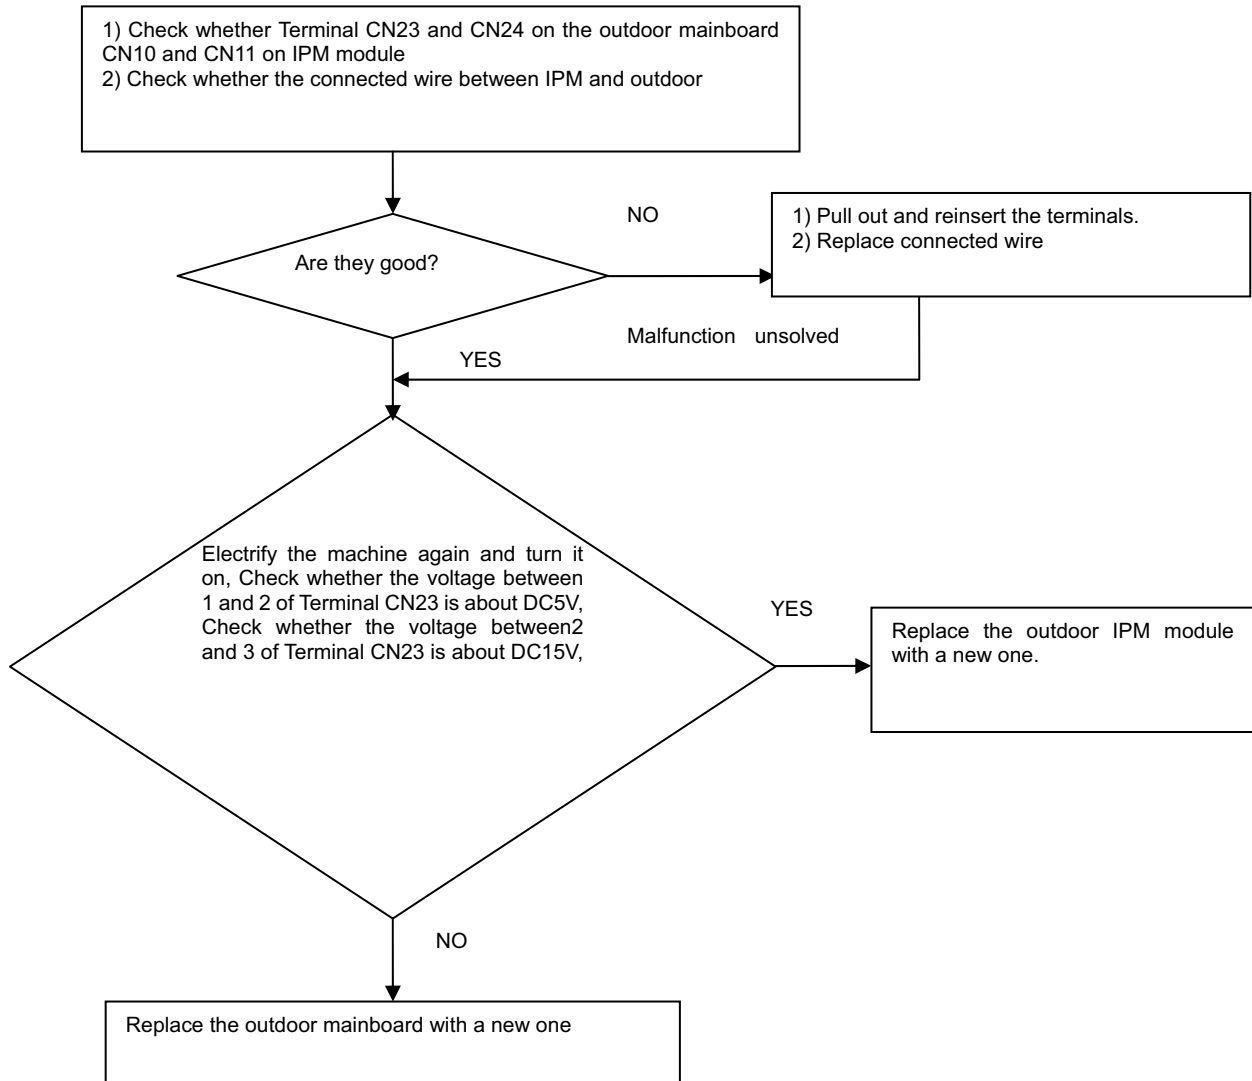 1) Check whether Terminal CN23 and CN24 on the outdoor mainboard
CN10 and CN11 on IPM module
2) Check whether the connected wire between IPM and outdoor
NO
1) Pull out and reinsert the terminals.
2) Replace connected wire
Are they good?
Malfunction unsolved
YES
Electrify the machine again and turn it
on, Check whether the voltage between
1 and 2 of Terminal CN23 is about DC5V,
Check whether the voltage between2
and 3 of Terminal CN23 is about DC15V,
YES
Replace the outdoor IPM module
with a new one.
NO
Replace the outdoor mainboard with a new one